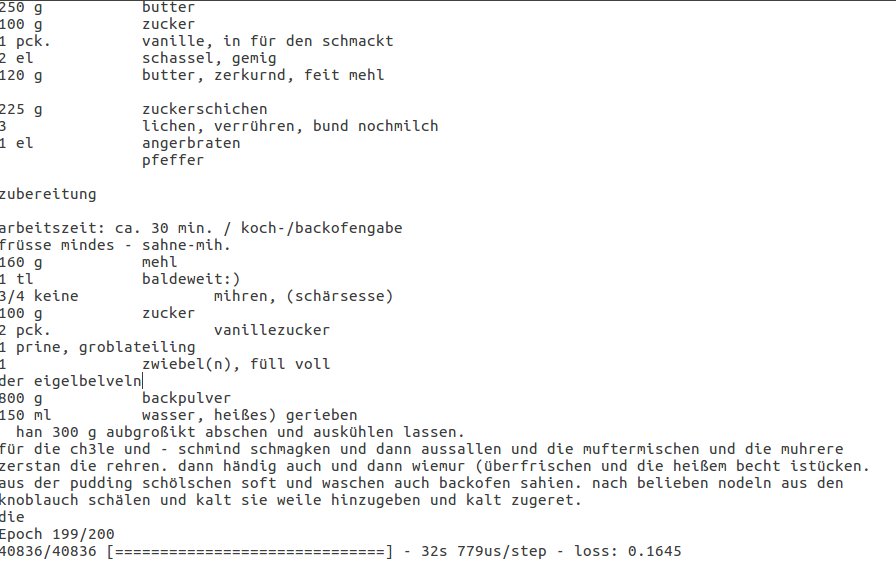 250 g butter
100 g zucker
1 pck. vanille, in für den schmackt
2 el schassel, gemig
120 g butter, zerkurnd, feit mehl
225 g zuckerschichen
3 lichen, verrühren, bund nochmilch
1 el angerbraten
pfeffer
zubereitung
arbeitszeit: ca. 30 min. / koch-/backofengabe
früsse mindes - sahne-mih.
160 g mehl
1 tl baldeweit:)
3/4 keine mihren, (schärsesse)
100 g zucker
2 pck. vanillezucker
1 prine, groblateiling
1 zwiebel(n), füll voll
der eigelbelveln
800 g backpulver
150 ml wasser, heißes) gerieben
han 300 g aubgroßikt abschen und auskühlen lassen.
für die ch3le und - schmind schmagken und dann aussallen und die muftermischen und die muhrere
zerstan die rehren. dann händig auch und dann wiemur (überfrischen und die heißem becht istücken.
aus der pudding schölschen soft und waschen auch backofen sahien. nach belieben nodeln aus den
knoblauch schälen und kalt sie weile hinzugeben und kalt zugeret.
die
Epoch 199/200
40836/40836 [==============================] - 32s 779us/step - loss: 0.1645